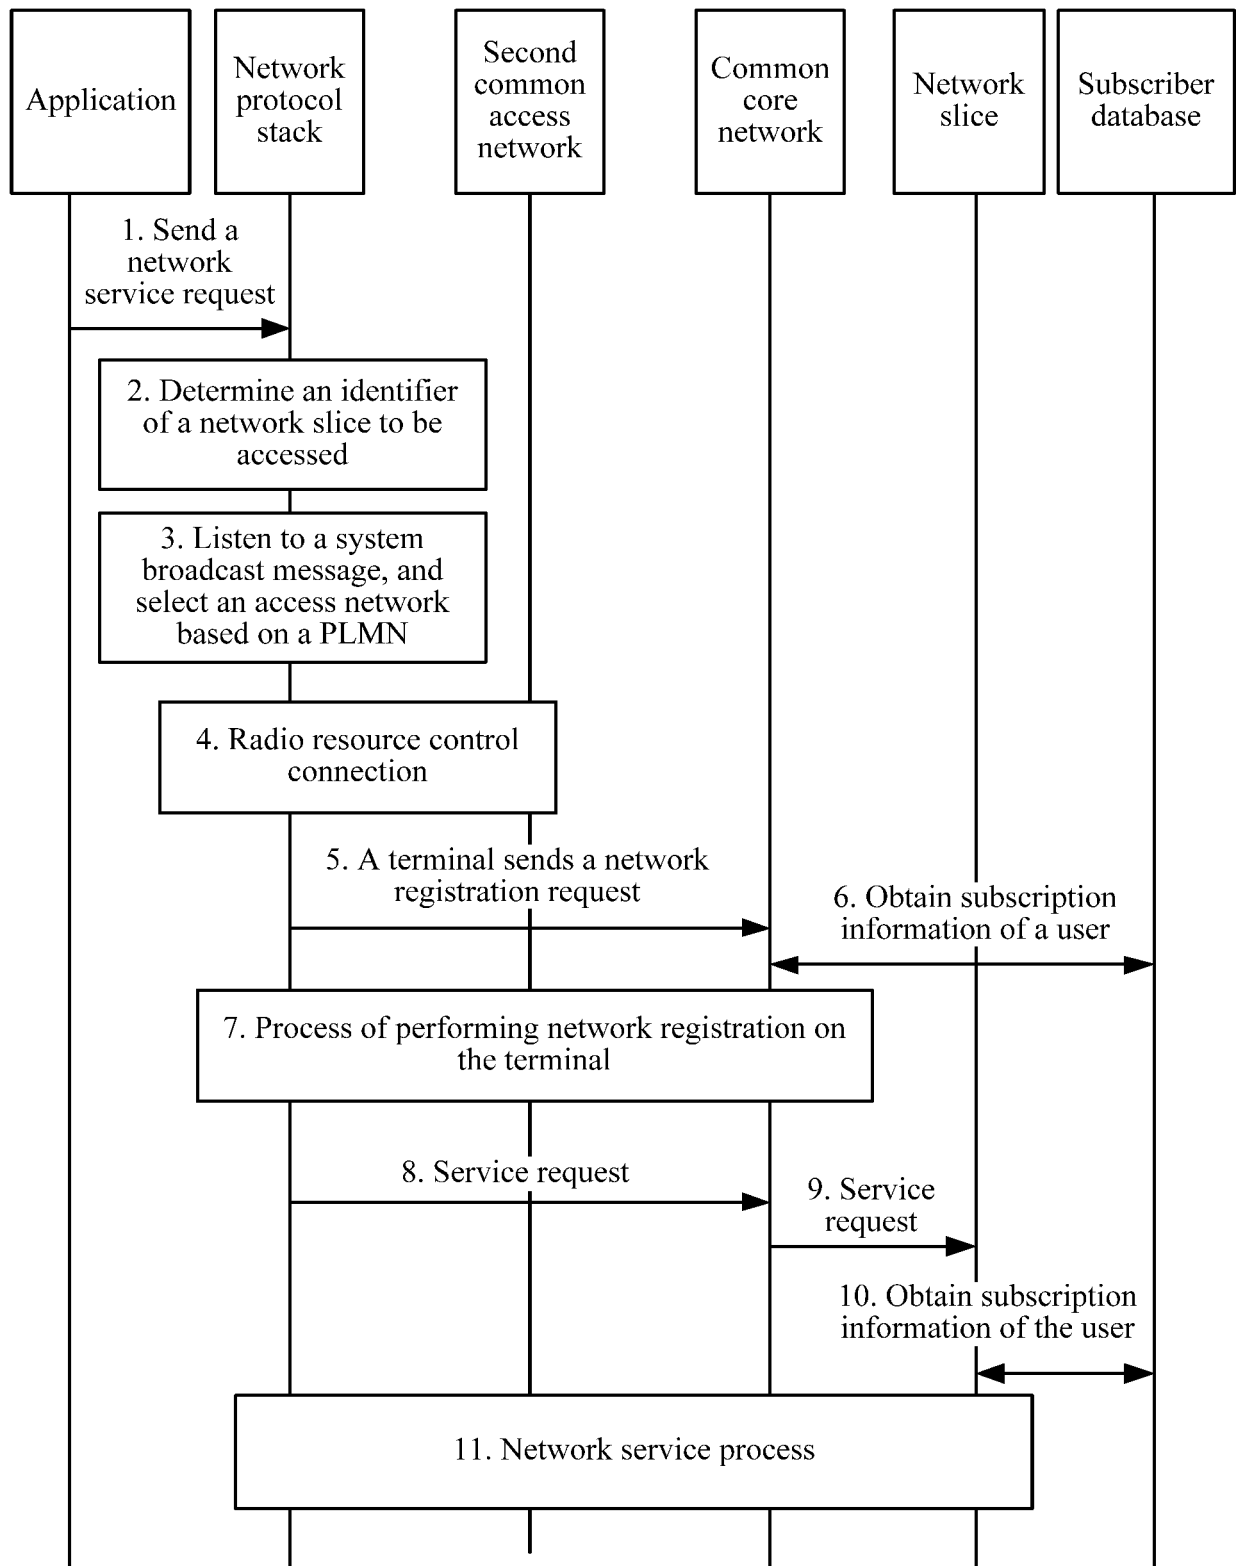 Application
Network
protocol
stack
Second
common
access
network
Common
core
network
Network
slice
Subscriber
database
1. Send a
network
service request
2. Determine an identifier
of a network slice to be
accessed
3. Listen to a system
broadcast message, and
select an access network
based on a PLMN
4. Radio resource control
connection
5. A terminal sends a network
registration request
6. Obtain subscription
information of a user
7. Process of performing network registration on
the terminal
8. Service request
9. Service
request
10. Obtain subscription
information of the user
11. Network service process